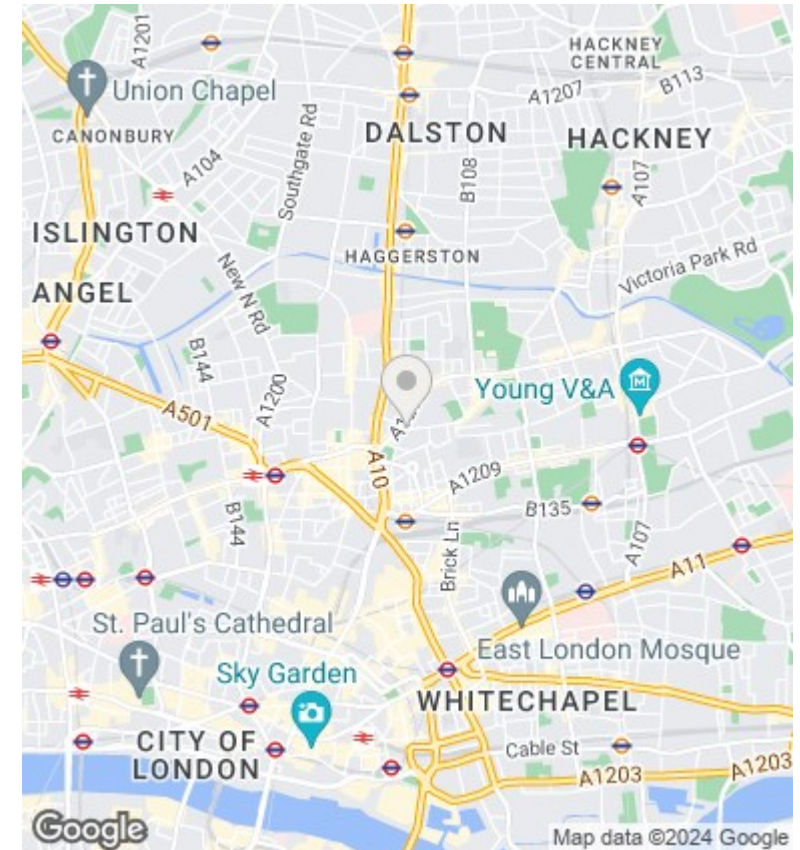 A1201
HACKNEY
CENTRAL
B113
Union Chapel
A1207
CANONBURY
DALSTON
HACKNEY
A104
Southgate Rd
B108
A107
ISLINGTON
HAGGERSTON
Victoria Park Rd
New N Rd
ANGEL
B144
A1200
Young V&A
A501
A10
A1209
B144
B135
Brick Ln
A107
A11
St. Paul's Cathedral
East London Mosque
Sky Garden
WHITECHAPEL
CITY OF
LONDON
Cable St
A1203
A1203
Google
Map data ©2024 Google